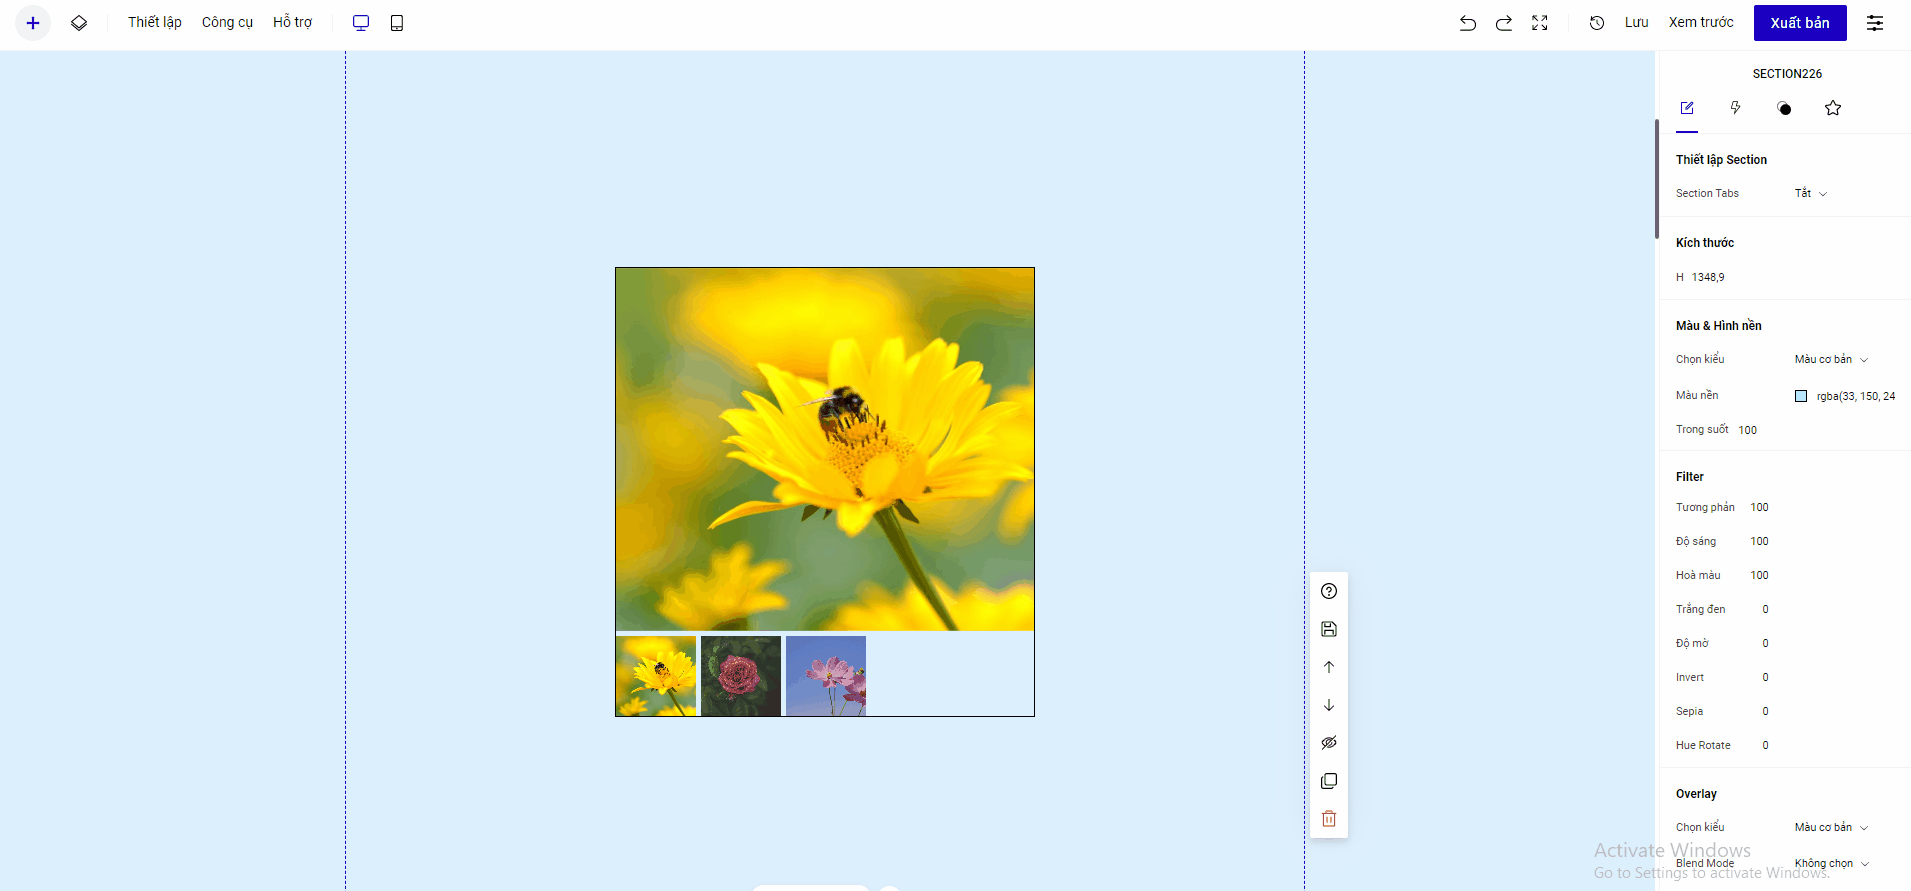 Thiết lập Công cụ Hỗ trợ Lưu Xem trước Xuất bản
SECTION226
Thiết lập Section
Section Tabs Tắt
Kích thước
H 1348,9
Màu & Hình nền
Chọn kiểu Màu cơ bản
Màu nền rgba(33, 150, 24
Trong suốt 100
Filter
Tương phản 100
Độ sáng 100
Hoà màu 100
Trắng đen 0
Độ mờ 0
Invert 0
Sepia 0
Hue Rotate 0
Overlay
Chọn kiểu Màu cơ bản
Activate Windows
Blend Mode Không chọn
Go to Settings to activate Windows.